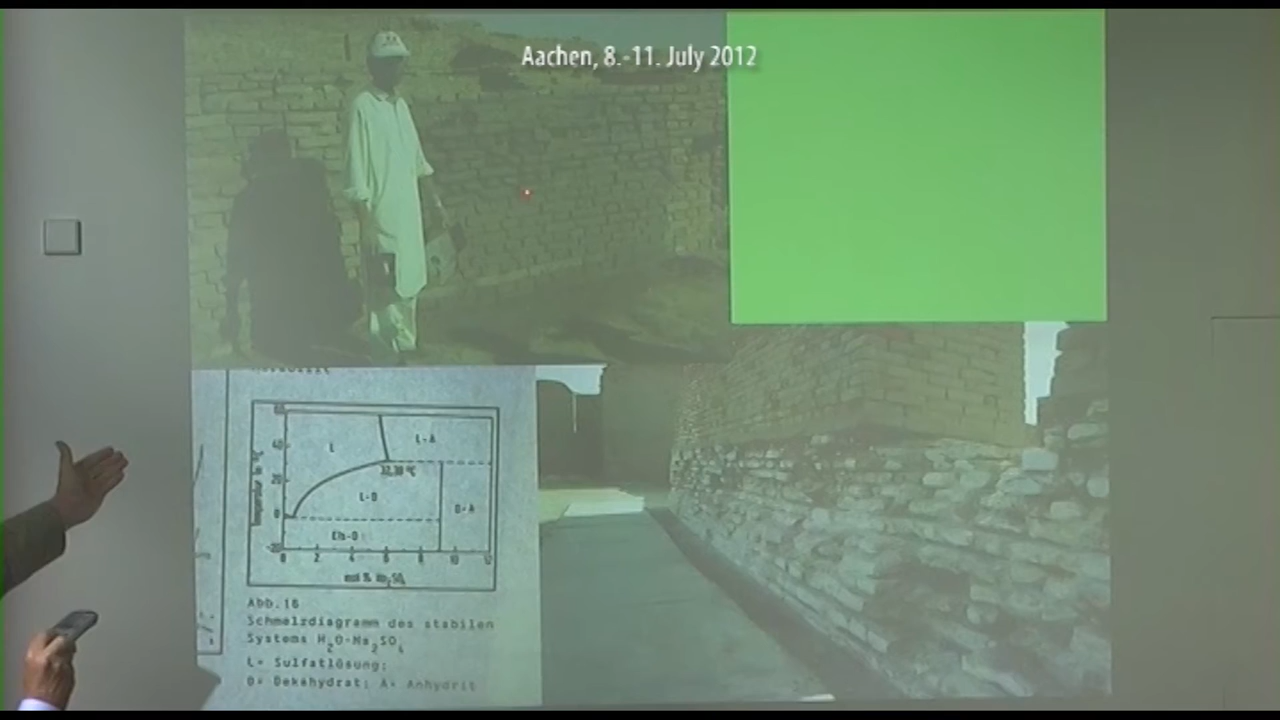 Aachen, 8.-11. July 2012
40
20
0
-20
L
L-A
32,38 °C
L-D
D-A
Eis-D
0 2 4 6 8 10 12
mol % Na₂SO₄
Abb.16
Schmelzdiagramm des stabilen
Systems H₂O-Na₂SO₄
L= Sulfatlösung;
D= Dekahydrat; A= Anhydrit